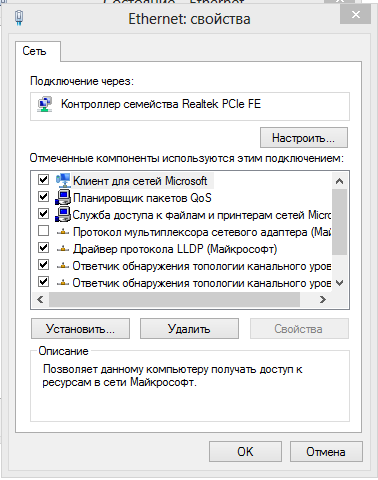 Ethernet: свойства
Сеть
Подключение через:
Контроллер семейства Realtek PCIe FE
Настроить...
Отмеченные компоненты используются этим подключением:
Клиент для сетей Microsoft
Планировщик пакетов QoS
Служба доступа к файлам и принтерам сетей Micro
Протокол мультиплексора сетевого адаптера (Май
Драйвер протокола LLDP (Майкрософт)
Ответчик обнаружения топологии канального уров
Ответчик обнаружения топологии канального уров
Установить...
Удалить
Свойства
Описание
Позволяет данному компьютеру получать доступ к
ресурсам в сети Майкрософт.
OK
Отмена